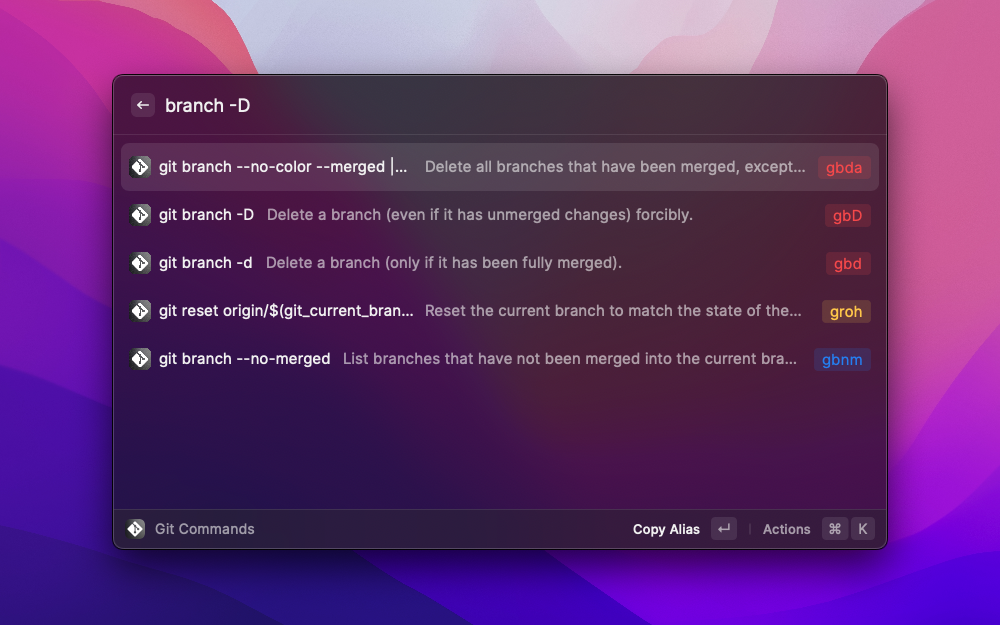 branch -D
git branch --no-color --merged |... Delete all branches that have been merged, except... gbda
git branch -D Delete a branch (even if it has unmerged changes) forcibly. gbD
git branch -d Delete a branch (only if it has been fully merged). gbd
git reset origin/$(git_current_bran... Reset the current branch to match the state of the... groh
git branch --no-merged List branches that have not been merged into the current bra... gbnm
Git Commands Copy Alias ↵ Actions ⌘ K